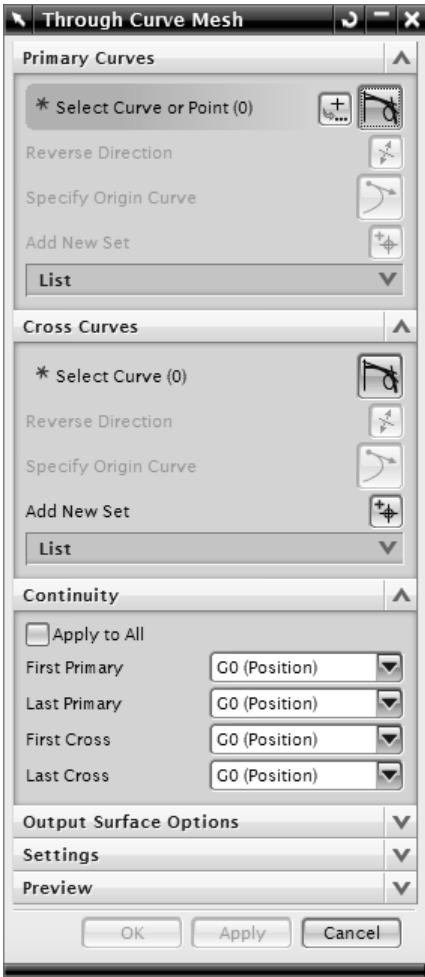 Through Curve Mesh
Primary Curves
* Select Curve or Point (0)
Reverse Direction
Specify Origin Curve
Add New Set
List
Cross Curves
* Select Curve (0)
Reverse Direction
Specify Origin Curve
Add New Set
List
Continuity
Apply to All
First Primary G0 (Position)
Last Primary G0 (Position)
First Cross G0 (Position)
Last Cross G0 (Position)
Output Surface Options
Settings
Preview
OK Apply Cancel